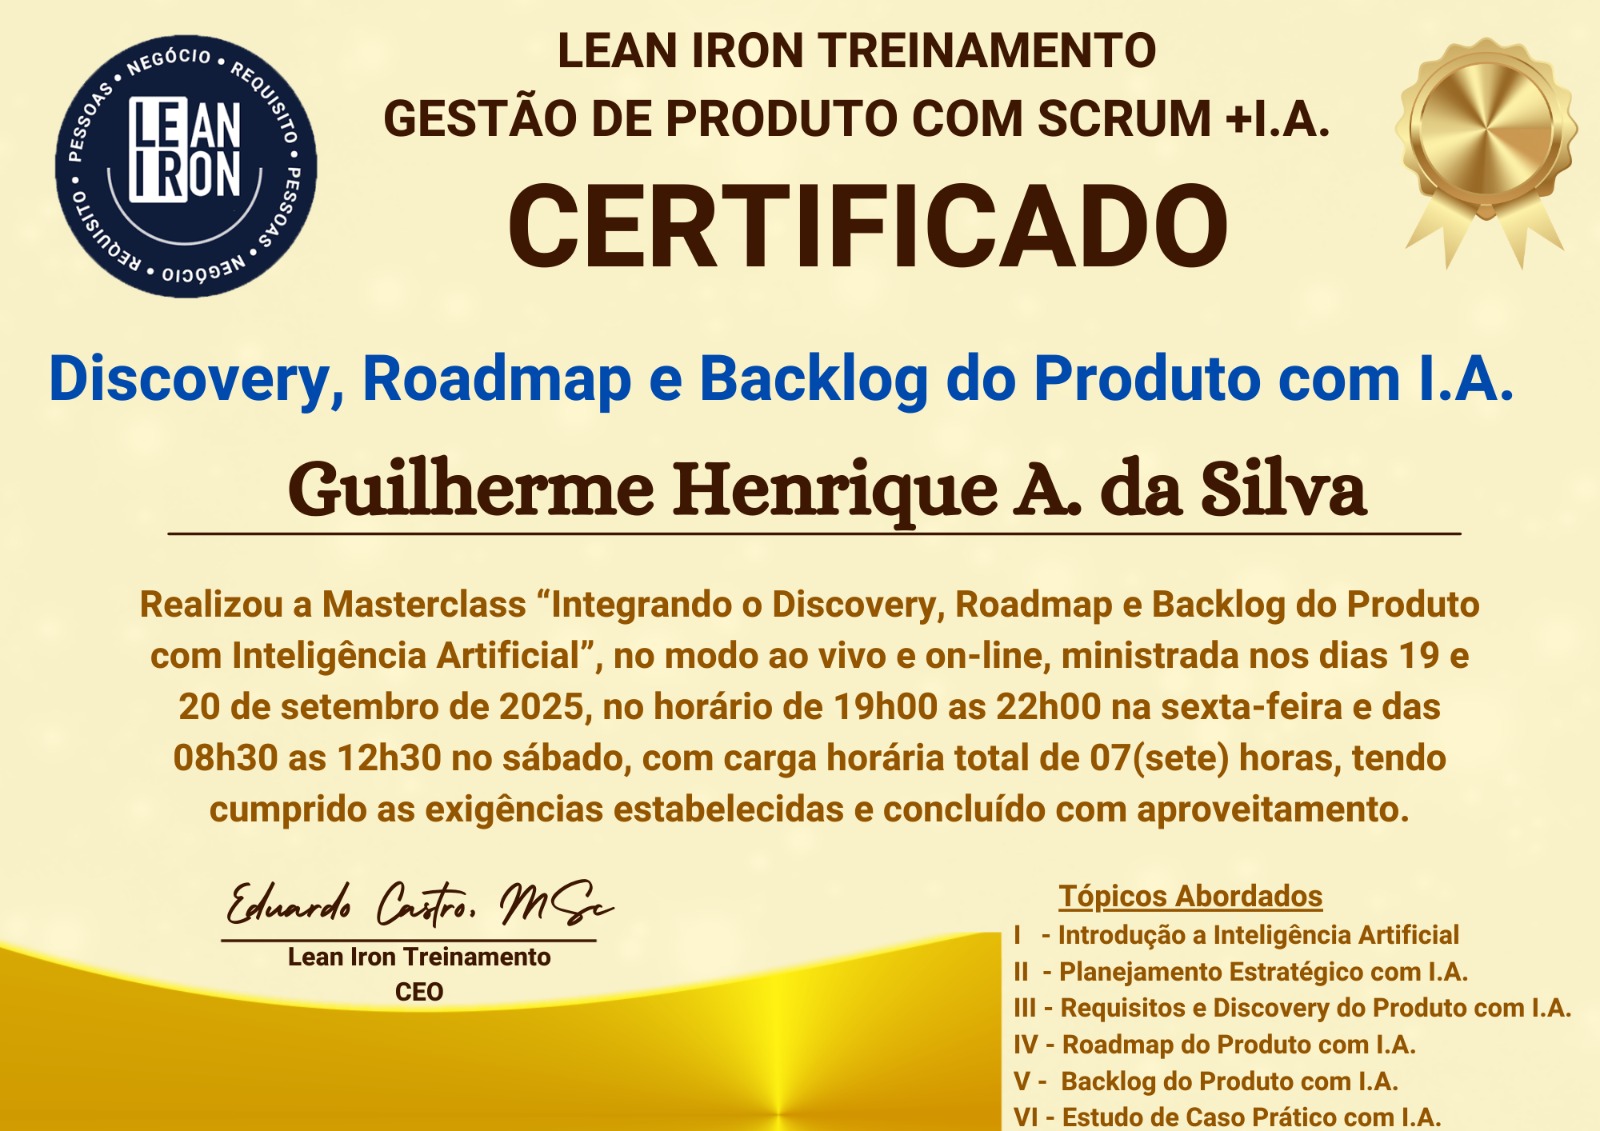 PESSOAS • NEGÓCIO • REQUISITO • PESSOAS • NEGÓCIO • REQUISITO •
LEAN
IRON
LEAN IRON TREINAMENTO
GESTÃO DE PRODUTO COM SCRUM +I.A.
CERTIFICADO
Discovery, Roadmap e Backlog do Produto com I.A.
Guilherme Henrique A. da Silva
Realizou a Masterclass “Integrando o Discovery, Roadmap e Backlog do Produto
com Inteligência Artificial”, no modo ao vivo e on-line, ministrada nos dias 19 e
20 de setembro de 2025, no horário de 19h00 as 22h00 na sexta-feira e das
08h30 as 12h30 no sábado, com carga horária total de 07(sete) horas, tendo
cumprido as exigências estabelecidas e concluído com aproveitamento.
Eduardo Castro, MSc
Lean Iron Treinamento
CEO
Tópicos Abordados
I - Introdução a Inteligência Artificial
II - Planejamento Estratégico com I.A.
III - Requisitos e Discovery do Produto com I.A.
IV - Roadmap do Produto com I.A.
V - Backlog do Produto com I.A.
VI - Estudo de Caso Prático com I.A.